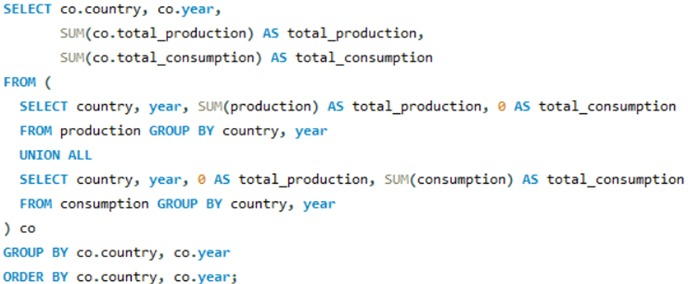 SELECT co.country, co.year,
       SUM(co.total_production) AS total_production,
       SUM(co.total_consumption) AS total_consumption
FROM (
  SELECT country, year, SUM(production) AS total_production, 0 AS total_consumption
  FROM production GROUP BY country, year
  UNION ALL
  SELECT country, year, 0 AS total_production, SUM(consumption) AS total_consumption
  FROM consumption GROUP BY country, year
) co
GROUP BY co.country, co.year
ORDER BY co.country, co.year;